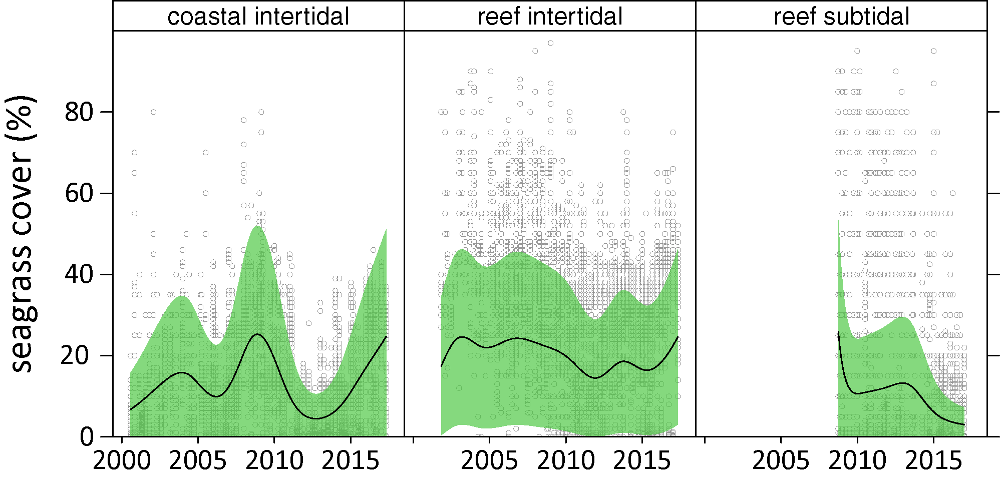 coastal intertidal
reef intertidal
reef subtidal
seagrass cover (%)
80
60
40
20
0
2000 2005 2010 2015
2005 2010 2015
2005 2010 2015